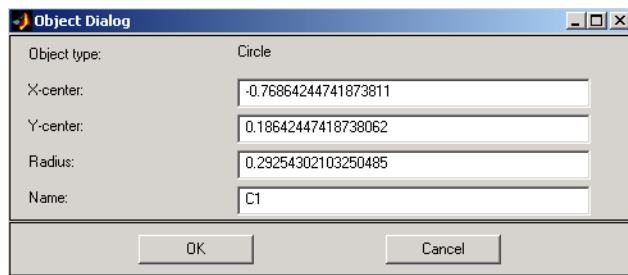 Object Dialog
Object type: Circle
X-center: -0.76864244741873811
Y-center: 0.18642447418738062
Radius: 0.29254302103250485
Name: C1
OK Cancel